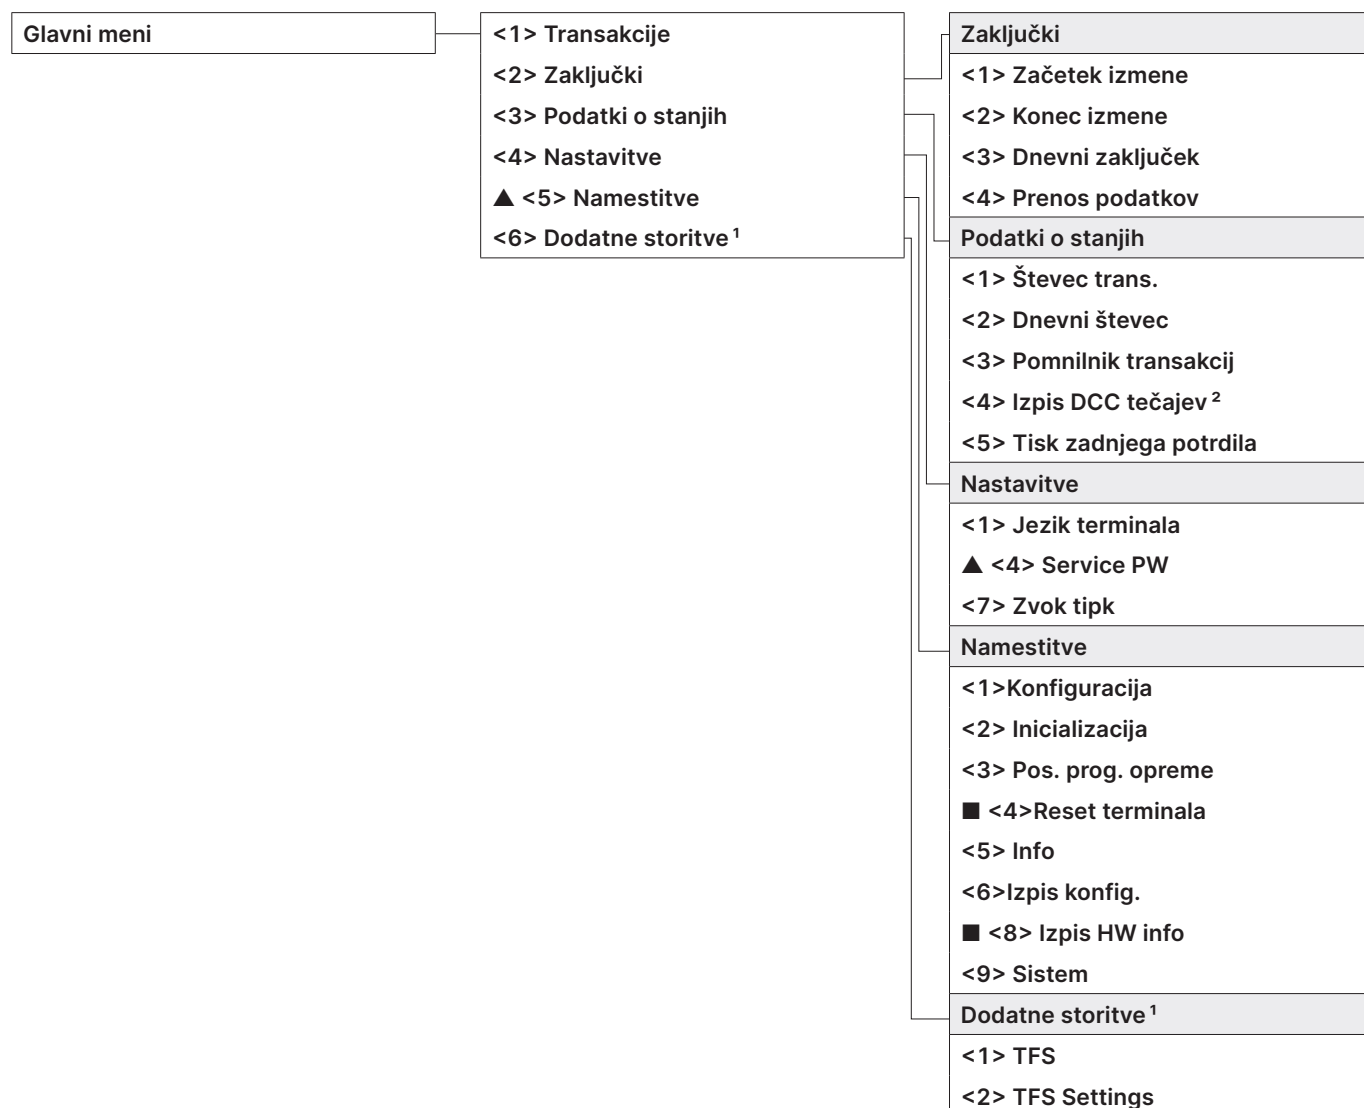 Glavni meni
<1> Transakcije
<2> Zaključki
<3> Podatki o stanjih
<4> Nastavitve
▲ <5> Namestitve
<6> Dodatne storitve ¹
Zaključki
<1> Začetek izmene
<2> Konec izmene
<3> Dnevni zaključek
<4> Prenos podatkov
Podatki o stanjih
<1> Števec trans.
<2> Dnevni števec
<3> Pomnilnik transakcij
<4> Izpis DCC tečajev ²
<5> Tisk zadnjega potrdila
Nastavitve
<1> Jezik terminala
▲ <4> Service PW
<7> Zvok tipk
Namestitve
<1>Konfiguracija
<2> Inicializacija
<3> Pos. prog. opreme
■ <4>Reset terminala
<5> Info
<6>Izpis konfig.
■ <8> Izpis HW info
<9> Sistem
Dodatne storitve ¹
<1> TFS
<2> TFS Settings